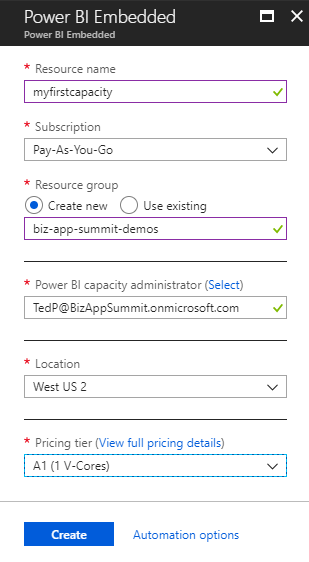 Power BI Embedded
Power BI Embedded
* Resource name
myfirstcapacity
* Subscription
Pay-As-You-Go
* Resource group
Create new Use existing
biz-app-summit-demos
* Power BI capacity administrator (Select)
TedP@BizAppSummit.onmicrosoft.com
* Location
West US 2
* Pricing tier (View full pricing details)
A1 (1 V-Cores)
Create Automation options